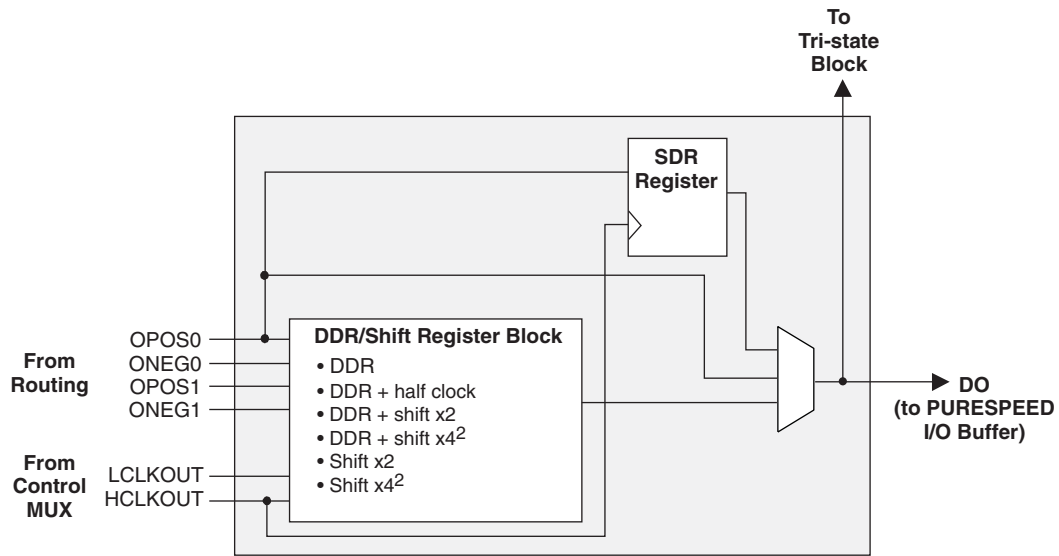 To
Tri-state
Block
SDR
Register
From
Routing
OPOS0
ONEG0
OPOS1
ONEG1
DDR/Shift Register Block
• DDR
• DDR + half clock
• DDR + shift x2
• DDR + shift x4²
• Shift x2
• Shift x4²
From
Control
MUX
LCLKOUT
HCLKOUT
DO
(to PURESPEED
I/O Buffer)